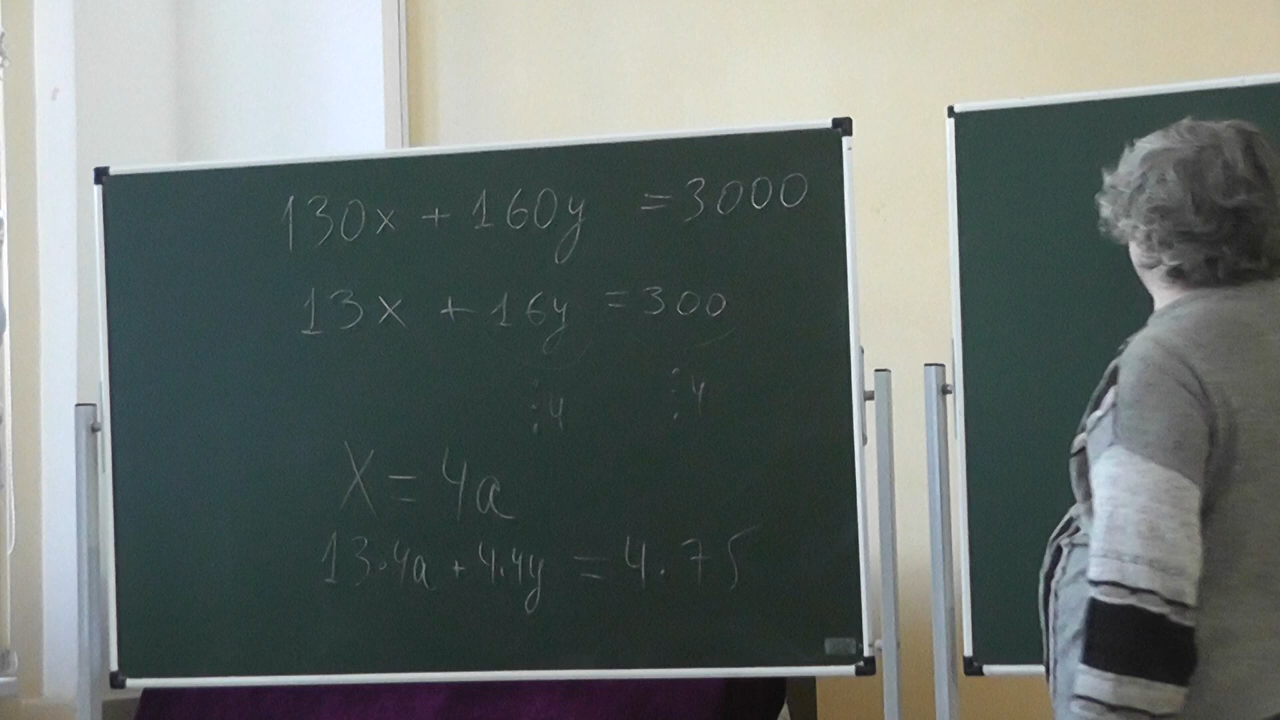 130x + 160y = 3000
13x + 16y = 300
⋮4 ⋮4
X = 4a
13·4a + 4·4y = 4·75